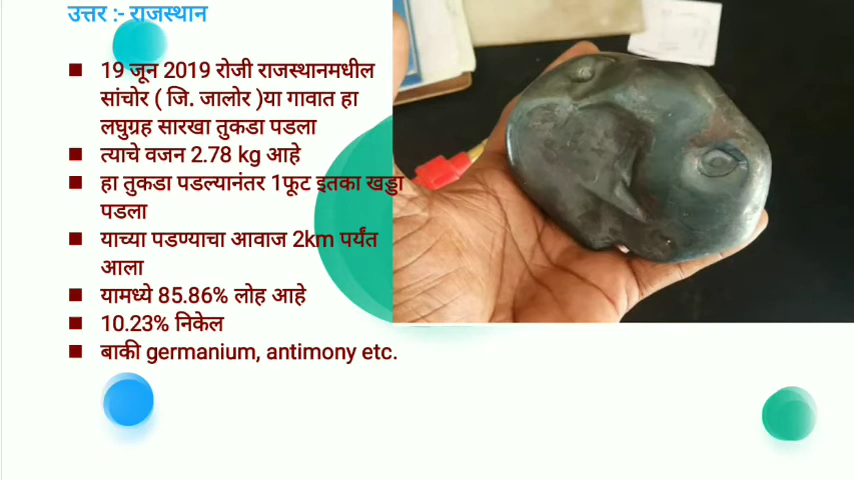 उत्तर :- राजस्थान
■ 19 जून 2019 रोजी राजस्थानमधील
सांचोर ( जि. जालोर )या गावात हा
लघुग्रह सारखा तुकडा पडला
■ त्याचे वजन 2.78 kg आहे
■ हा तुकडा पडल्यानंतर 1फूट इतका खड्डा
पडला
■ याच्या पडण्याचा आवाज 2km पर्यंत
आला
■ यामध्ये 85.86% लोह आहे
■ 10.23% निकेल
■ बाकी germanium, antimony etc.